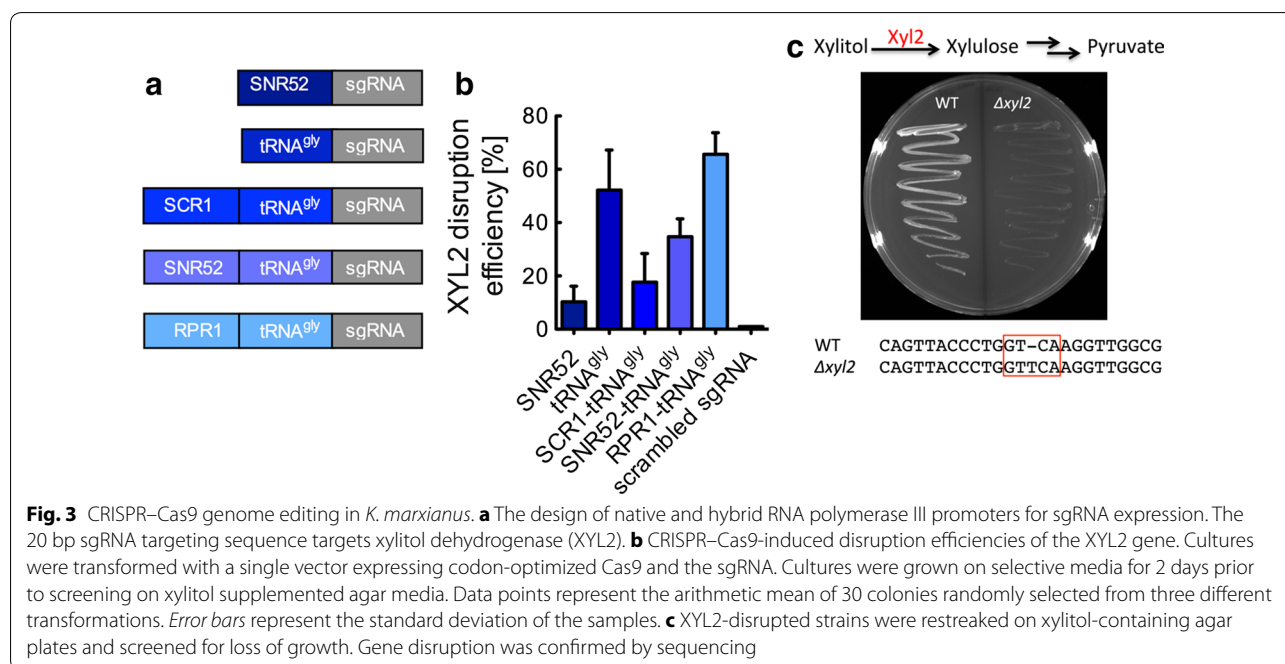 a
SNR52 sgRNA
tRNAgly sgRNA
SCR1 tRNAgly sgRNA
SNR52 tRNAgly sgRNA
RPR1 tRNAgly sgRNA
b
XYL2 disruption
efficiency [%]
80
60
40
20
0
SNR52
tRNAgly
SCR1-tRNAgly
SNR52-tRNAgly
RPR1-tRNAgly
scrambled sgRNA
c
Xyl2
Xylitol Xylulose Pyruvate
WT Δxyl2
WT CAGTTACCCTGGT-CAAGGTTGGCG
Δxyl2 CAGTTACCCTGGTTCAAGGTTGGCG
Fig. 3 CRISPR–Cas9 genome editing in K. marxianus. a The design of native and hybrid RNA polymerase III promoters for sgRNA expression. The
20 bp sgRNA targeting sequence targets xylitol dehydrogenase (XYL2). b CRISPR–Cas9-induced disruption efficiencies of the XYL2 gene. Cultures
were transformed with a single vector expressing codon-optimized Cas9 and the sgRNA. Cultures were grown on selective media for 2 days prior
to screening on xylitol supplemented agar media. Data points represent the arithmetic mean of 30 colonies randomly selected from three different
transformations. Error bars represent the standard deviation of the samples. c XYL2-disrupted strains were restreaked on xylitol-containing agar
plates and screened for loss of growth. Gene disruption was confirmed by sequencing